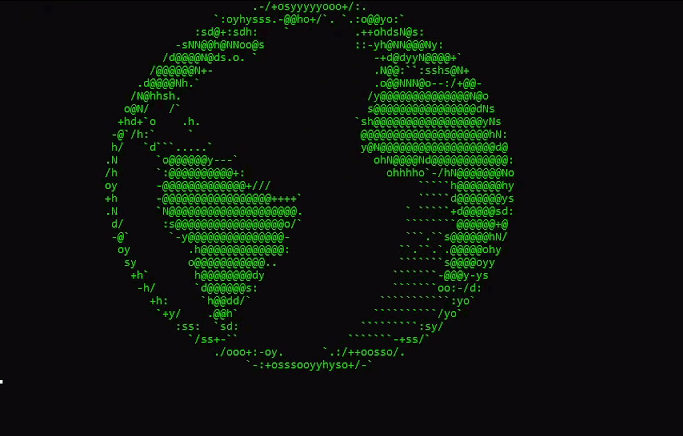 .-/+osyyyyyooo+/:.
`:oyhysss.-@@ho+/`. `.:o@@yo:`
:sd@+:sdh:    `          .++ohdsN@s:
-sNN@@h@NNoo@s              ::-yh@NN@@@Ny:
/d@@@@N@ds.o. `                  -+d@dyyN@@@@+`
/@@@@@@N+-                         .N@@:``:sshs@N+
.d@@@@Nh.`                           .o@@NNN@o--:/+@@-
/N@hhsh.                             /y@@@@@@@@@@@@@@N@o
o@N/   /`                             s@@@@@@@@@@@@@@@@dNs
+hd+`o    .h.                        `sh@@@@@@@@@@@@@@@@@yNs
-@`/h:`     `                          @@@@@@@@@@@@@@@@@@@@hN:
h/   `d```.....`                       y@N@@@@@@@@@@@@@@@@@@d@
.N      `o@@@@@@y---`                     ohN@@@@Nd@@@@@@@@@@@@:
/h      `:@@@@@@@@@@+:                      ohhhho`-/hN@@@@@@@No
oy      -@@@@@@@@@@@@@+///                       `````h@@@@@@@hy
+h      -@@@@@@@@@@@@@@@@@++++`                  `````d@@@@@@@ys
.N      `N@@@@@@@@@@@@@@@@@@@@.                ` `````+d@@@@@sd:
d/      :s@@@@@@@@@@@@@@@@@o/`                ````````@@@@@@+@
-@`      `-y@@@@@@@@@@@@@@@-                  ```.``s@@@@@@hN/
oy         .h@@@@@@@@@@@@@:                 ``.``.`.@@@@@ohy
sy        o@@@@@@@@@@@..                   ```````s@@@@oyy
+h`       h@@@@@@@@dy                    ```````-@@@y-ys
-h/      `d@@@@@@s:                     ```````oo:-/d:
+h:     `h@@dd/`                    ```````````:yo`
`+y/    .@@h`                     ``````````/yo`
:ss:  `sd:                   `````````:sy/
`/ss+-``                 ```````-+ss/`
./ooo+:-oy.      `.:/++oosso/.
`-:+osssooyyhyso+/-`